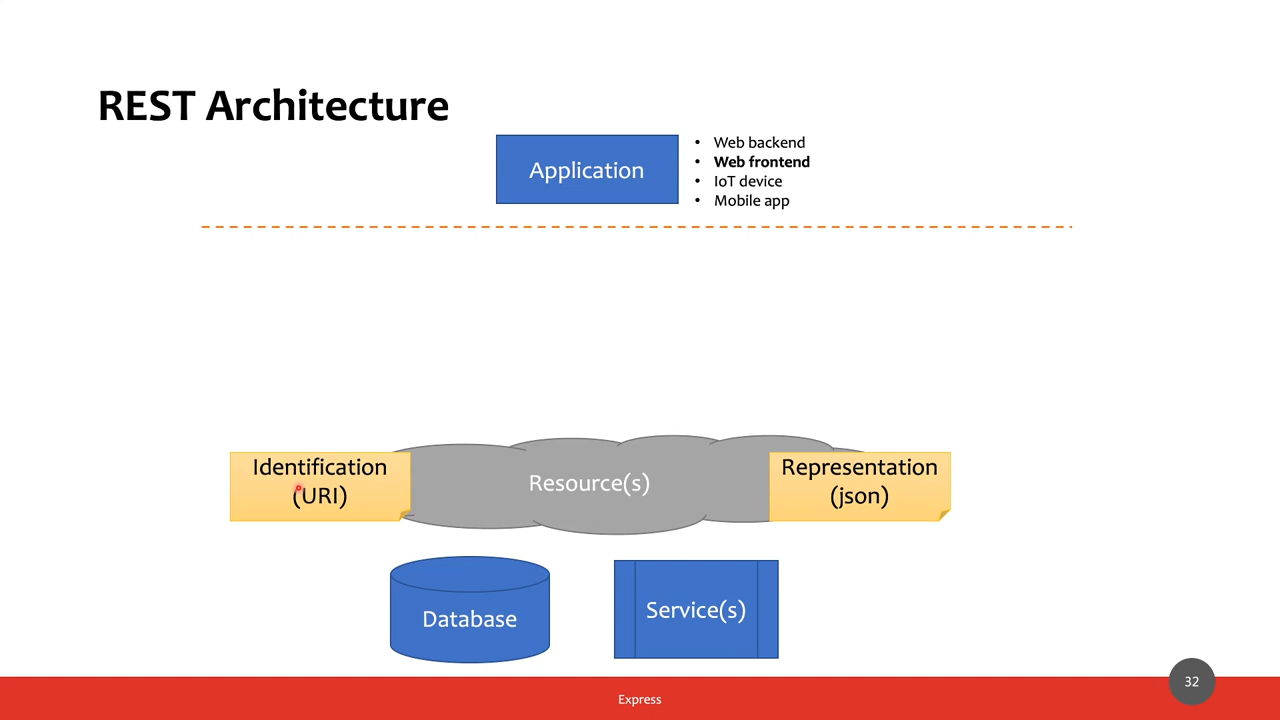 REST Architecture
Application
• Web backend
• Web frontend
• IoT device
• Mobile app
Identification
(URI)
Resource(s)
Representation
(json)
Database
Service(s)
Express
32